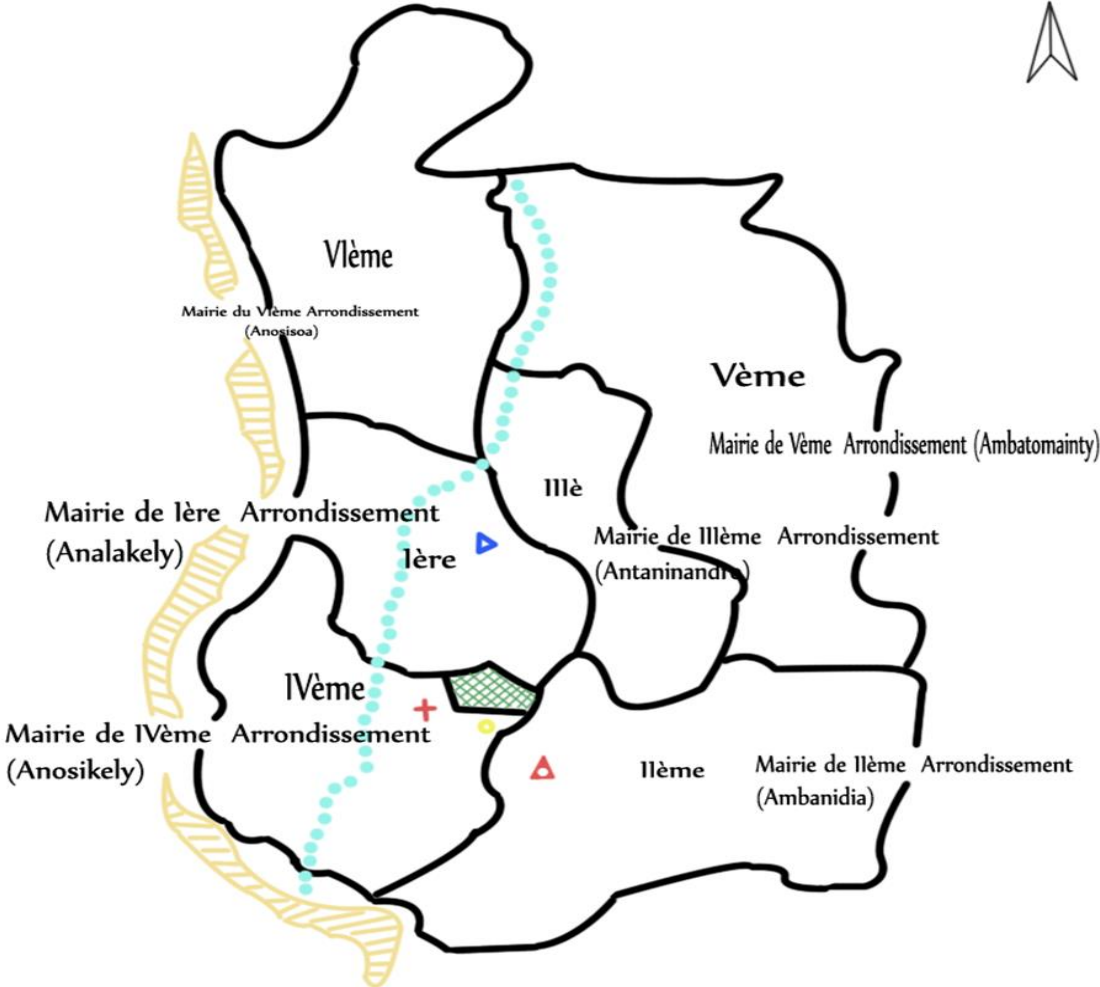 VIème
Mairie du VIème Arrondissement
(Anosisoa)
Vème
Mairie de Vème Arrondissement (Ambatomainty)
IIIè
Mairie de Ière Arrondissement
(Analakely)
Ière
Mairie de IIIème Arrondissement
(Antaninandro)
IVème
Mairie de IVème Arrondissement
(Anosikely)
IIème
Mairie de IIème Arrondissement
(Ambanidia)